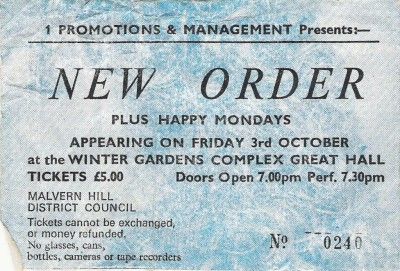 1 PROMOTIONS & MANAGEMENT Presents:—
NEW ORDER
PLUS HAPPY MONDAYS
APPEARING ON FRIDAY 3rd OCTOBER
at the WINTER GARDENS COMPLEX GREAT HALL
TICKETS £5.00 Doors Open 7.00pm Perf. 7.30pm
MALVERN HILL
DISTRICT COUNCIL
Tickets cannot be exchanged,
or money refunded.
No glasses, cans,
bottles, cameras or tape recorders
No 0240